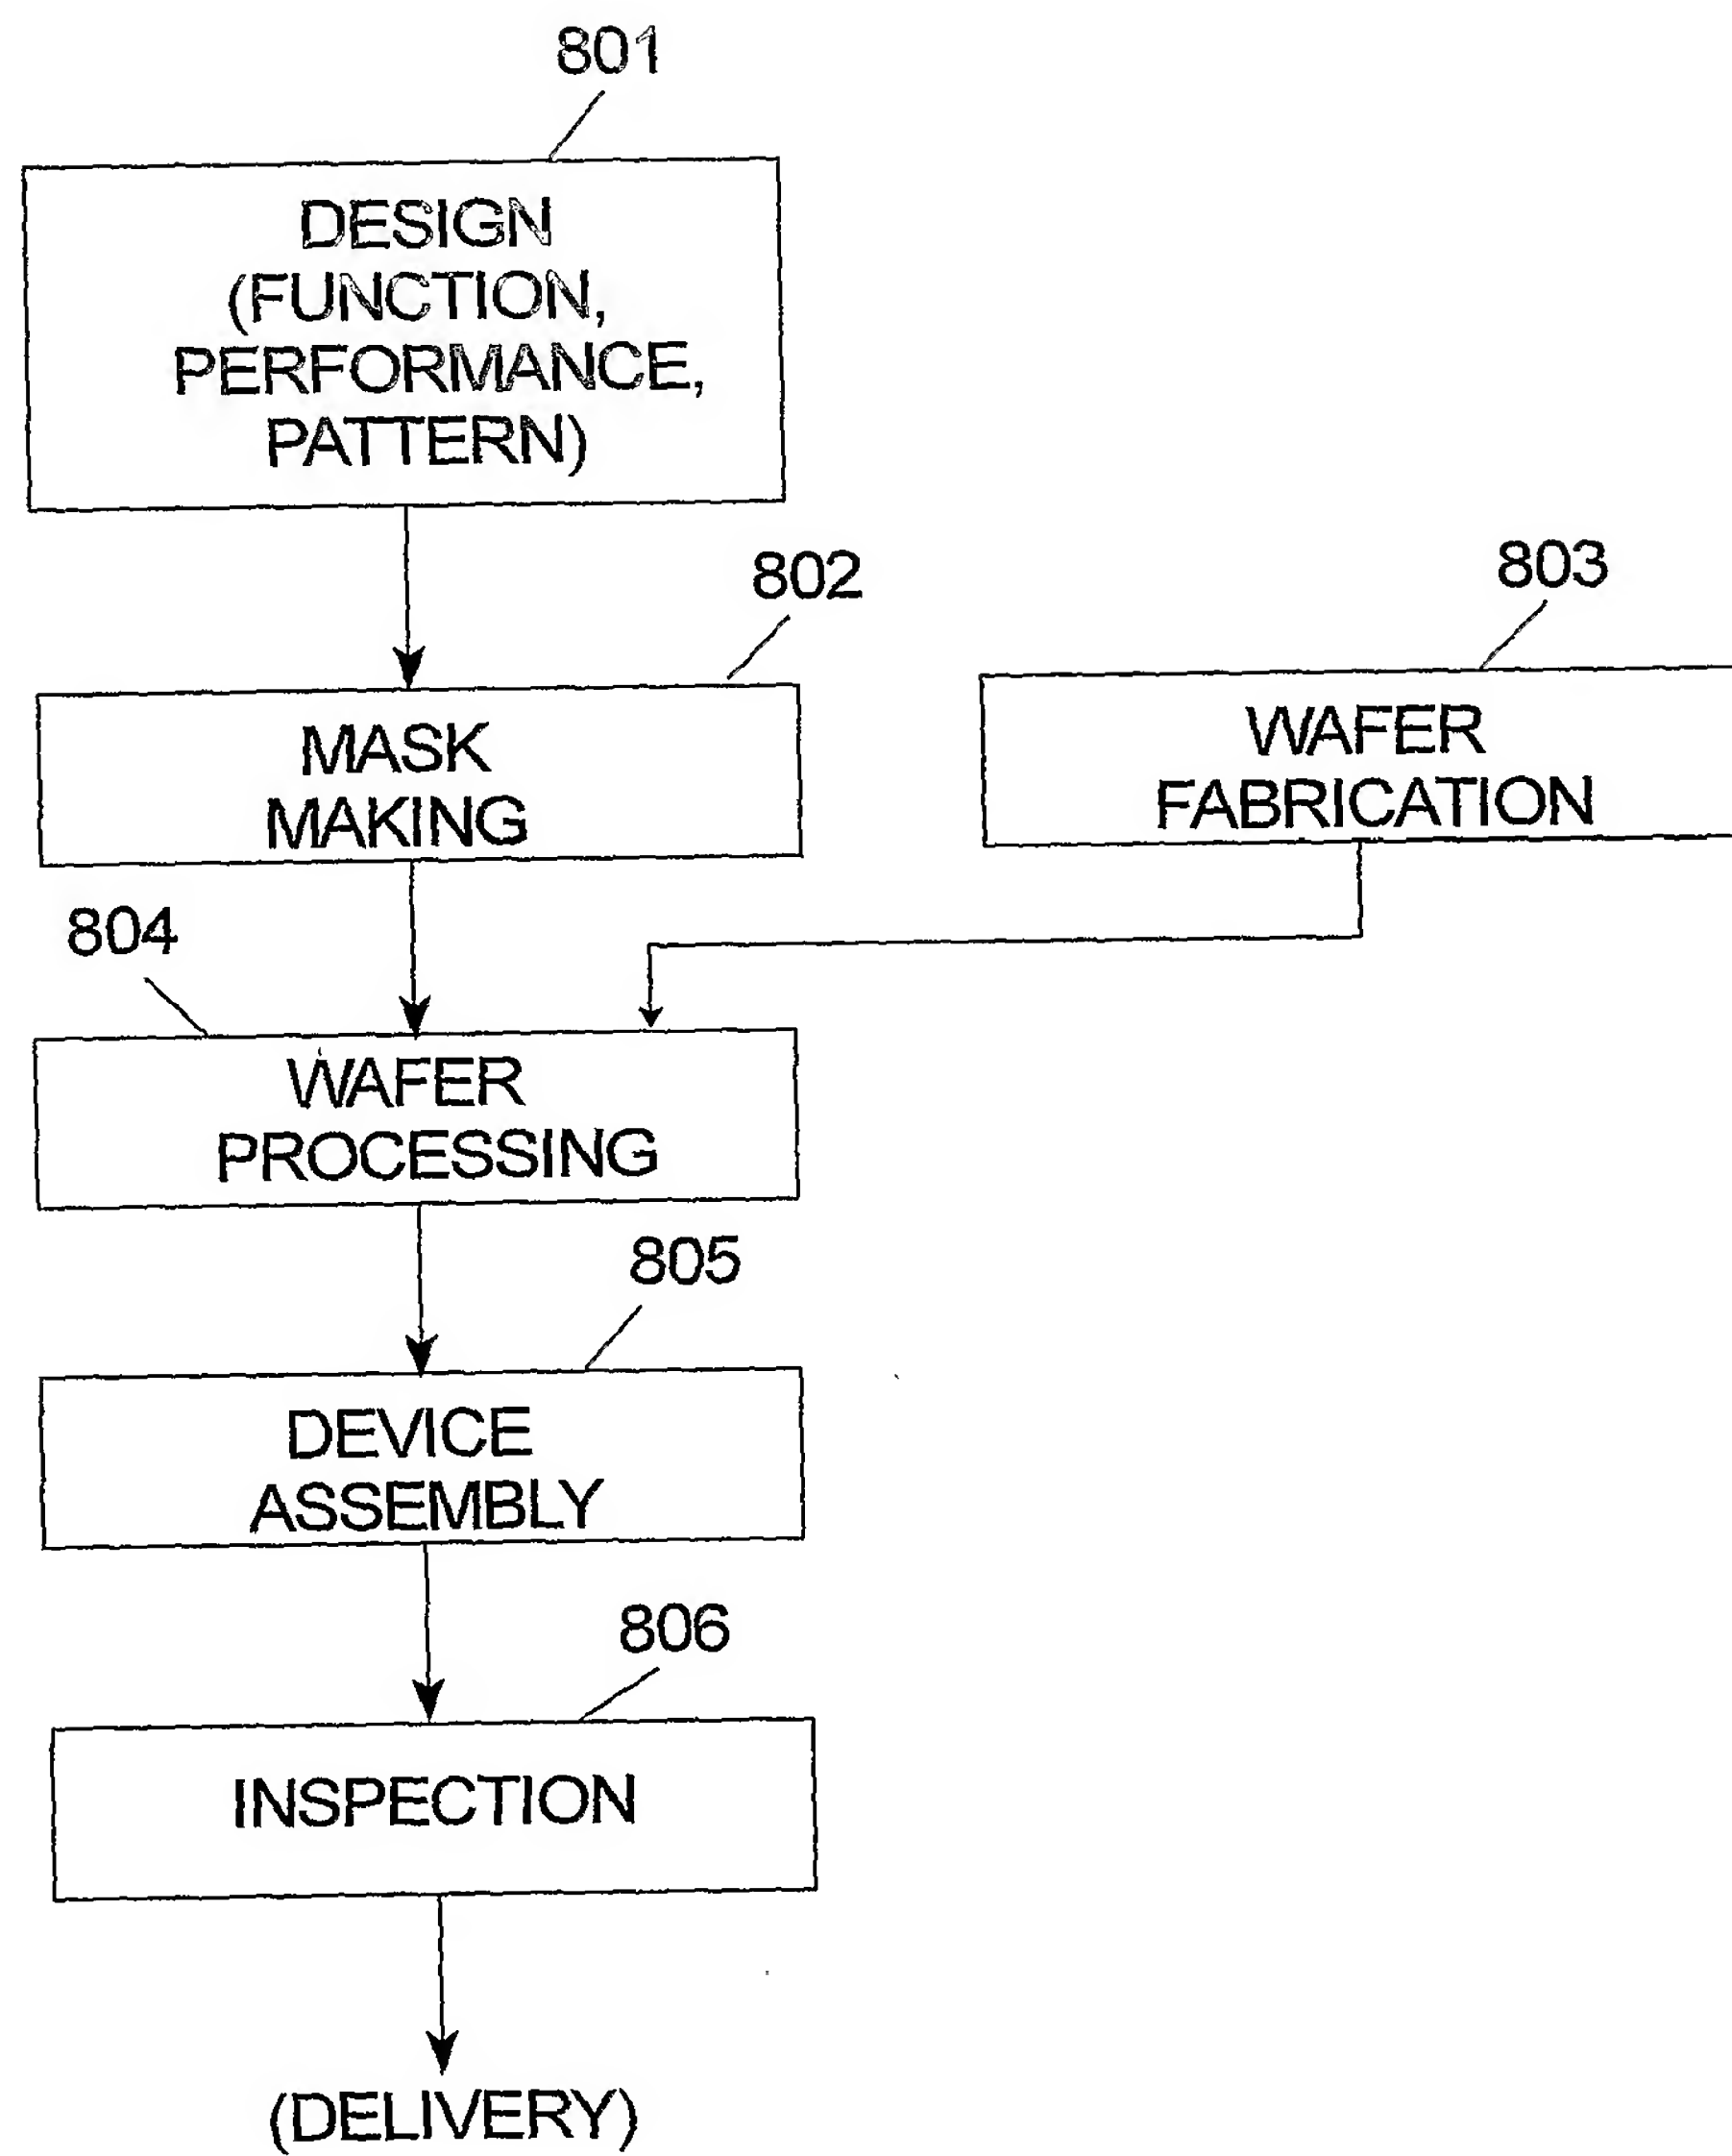 801
DESIGN
(FUNCTION,
PERFORMANCE,
PATTERN)
802
803
MASK
MAKING
WAFER
FABRICATION
804
WAFER
PROCESSING
805
DEVICE
ASSEMBLY
806
INSPECTION
(DELIVERY)